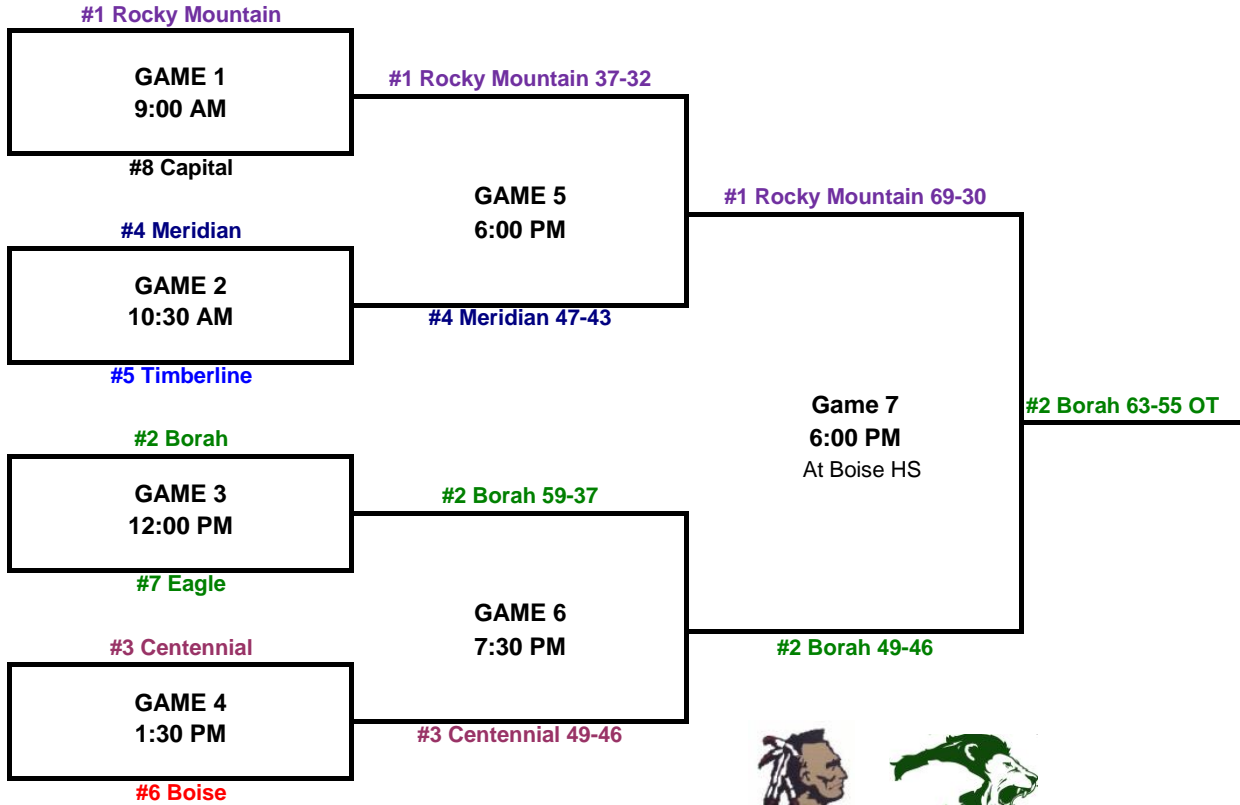 #1 Rocky Mountain
GAME 1
9:00 AM
#8 Capital
#1 Rocky Mountain 37-32
#4 Meridian
GAME 2
10:30 AM
#5 Timberline
#4 Meridian 47-43
GAME 5
6:00 PM
#1 Rocky Mountain 69-30
#2 Borah
GAME 3
12:00 PM
#7 Eagle
#2 Borah 59-37
#3 Centennial
GAME 4
1:30 PM
#6 Boise
#3 Centennial 49-46
GAME 6
7:30 PM
#2 Borah 49-46
Game 7
6:00 PM
At Boise HS
#2 Borah 63-55 OT